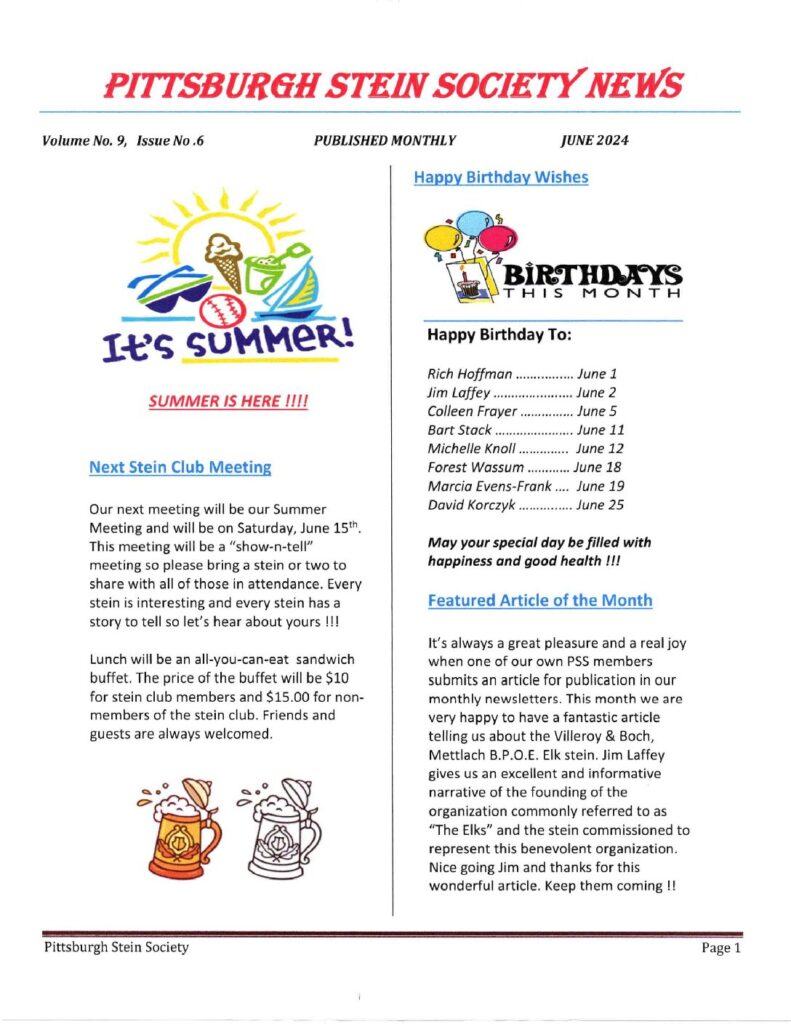 PITTSBURGH STEIN SOCIETY NEWS
Volume No. 9, Issue No .6 PUBLISHED MONTHLY JUNE 2024
It's SUMMER!
SUMMER IS HERE !!!!
Next Stein Club Meeting
Our next meeting will be our Summer
Meeting and will be on Saturday, June 15th.
This meeting will be a “show-n-tell”
meeting so please bring a stein or two to
share with all of those in attendance. Every
stein is interesting and every stein has a
story to tell so let’s hear about yours !!!
Lunch will be an all-you-can-eat sandwich
buffet. The price of the buffet will be $10
for stein club members and $15.00 for non-
members of the stein club. Friends and
guests are always welcomed.
Happy Birthday Wishes
BIRTHDAYS
THIS MONTH
Happy Birthday To:
Rich Hoffman ................ June 1
Jim Laffey ...................... June 2
Colleen Frayer .............. June 5
Bart Stack ...................... June 11
Michelle Knoll .............. June 12
Forest Wassum ............ June 18
Marcia Evens-Frank .... June 19
David Korczyk ............... June 25
May your special day be filled with
happiness and good health !!!
Featured Article of the Month
It’s always a great pleasure and a real joy
when one of our own PSS members
submits an article for publication in our
monthly newsletters. This month we are
very happy to have a fantastic article
telling us about the Villeroy & Boch,
Mettlach B.P.O.E. Elk stein. Jim Laffey
gives us an excellent and informative
narrative of the founding of the
organization commonly referred to as
“The Elks” and the stein commissioned to
represent this benevolent organization.
Nice going Jim and thanks for this
wonderful article. Keep them coming !!
Pittsburgh Stein Society Page 1